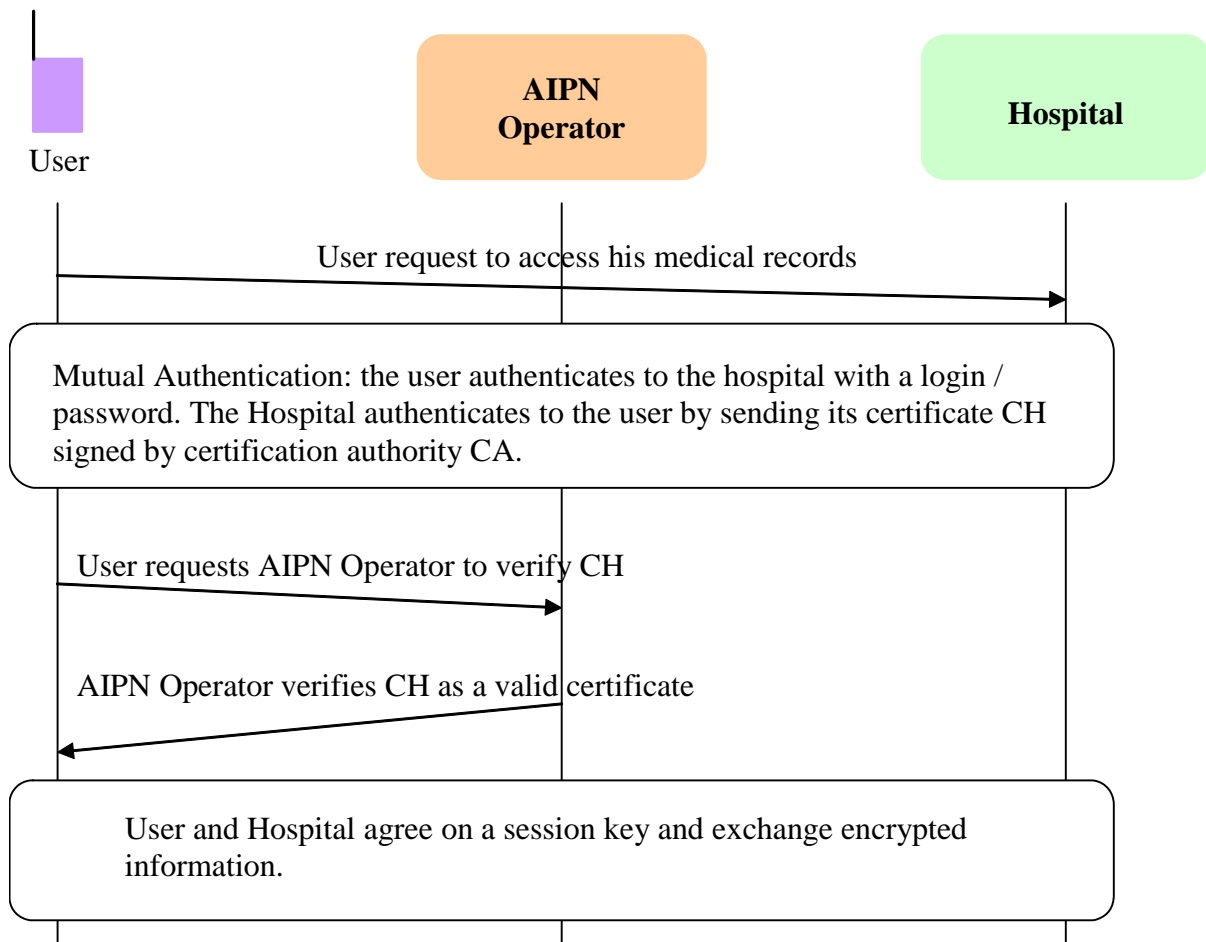 AIPN
Operator
Hospital
User
User request to access his medical records
Mutual Authentication: the user authenticates to the hospital with a login /
password. The Hospital authenticates to the user by sending its certificate CH
signed by certification authority CA.
User requests AIPN Operator to verify CH
AIPN Operator verifies CH as a valid certificate
User and Hospital agree on a session key and exchange encrypted
information.